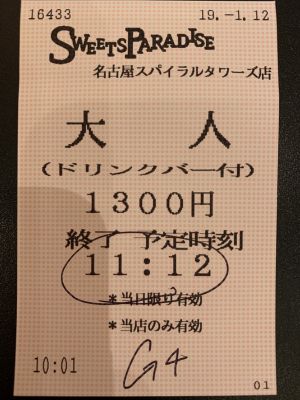 16433 19.-1.12
SWEETSPARADISE
名古屋スパイラルタワーズ店
大人
(ドリンクバー付)
1300円
終了 予定時刻
11:12
*当日限り有効
*当店のみ有効
10:01 G4
01